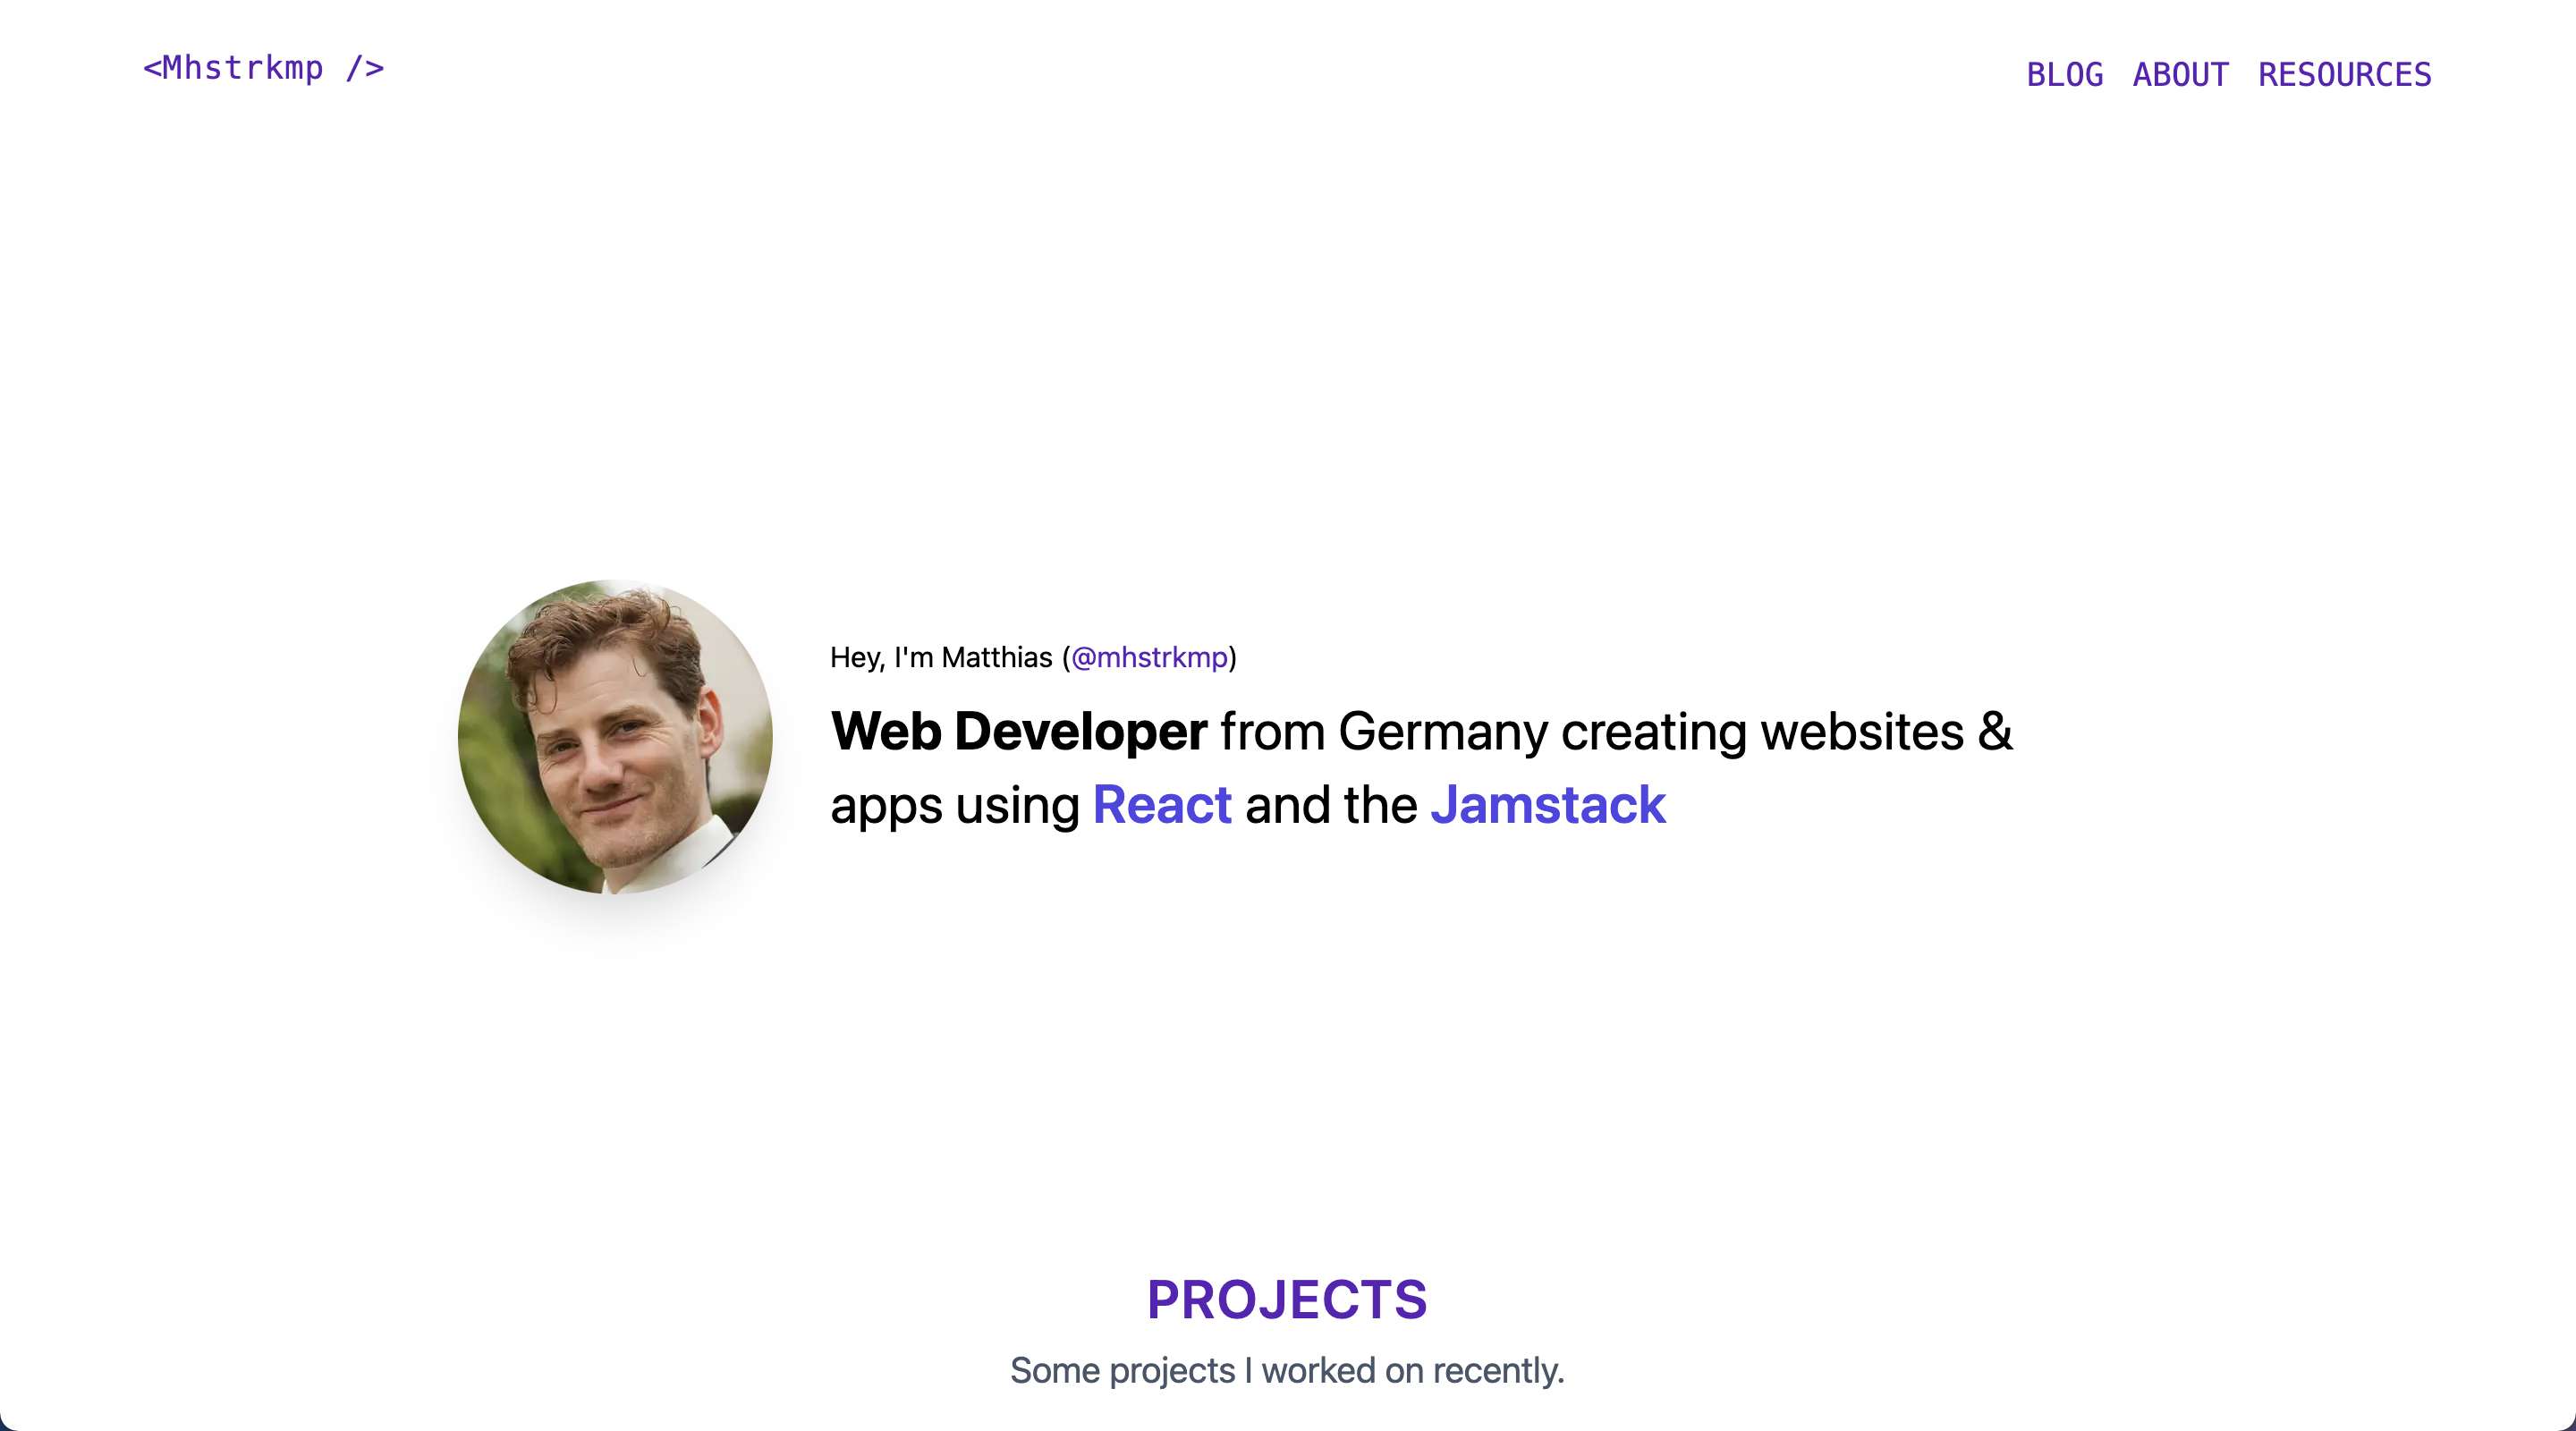 <Mhstrkmp />
BLOG ABOUT RESOURCES
Hey, I'm Matthias (@mhstrkmp)
Web Developer from Germany creating websites &
apps using React and the Jamstack
PROJECTS
Some projects I worked on recently.